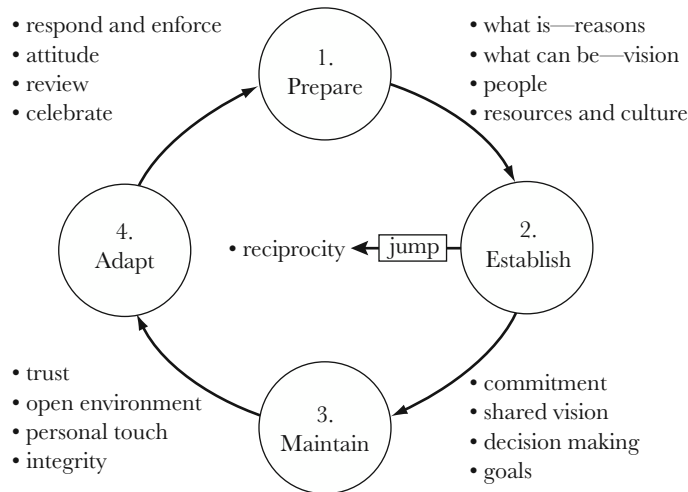 • respond and enforce
• attitude
• review
• celebrate
1.
Prepare
• what is—reasons
• what can be—vision
• people
• resources and culture
4.
Adapt
• reciprocity
jump
2.
Establish
• trust
• open environment
• personal touch
• integrity
3.
Maintain
• commitment
• shared vision
• decision making
• goals